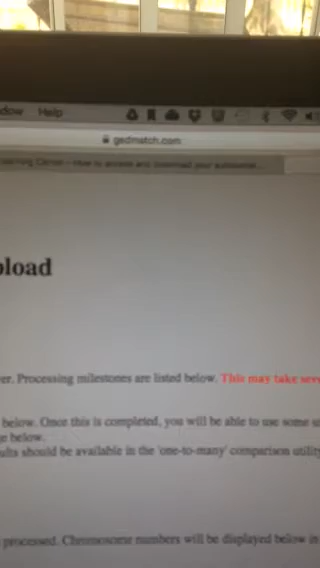 dow Help
gedmatch.com
Learning Center - How to access and download your autosomal...
pload
er. Processing milestones are listed below. This may take seve
below. Once this is completed, you will be able to use some
e below.
ults should be available in the 'one-to-many' comparison utility
processed. Chromosome numbers will be displayed below in